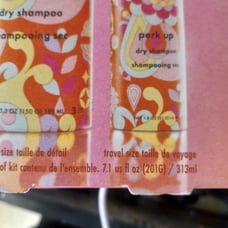 dry shampoo
shampooing sec
perk up
dry shampoo
shampooing sec
size taille de détail
travel size taille de voyage
of kit contenu de l'ensemble. 7.1 us fl oz (201G) / 313ml